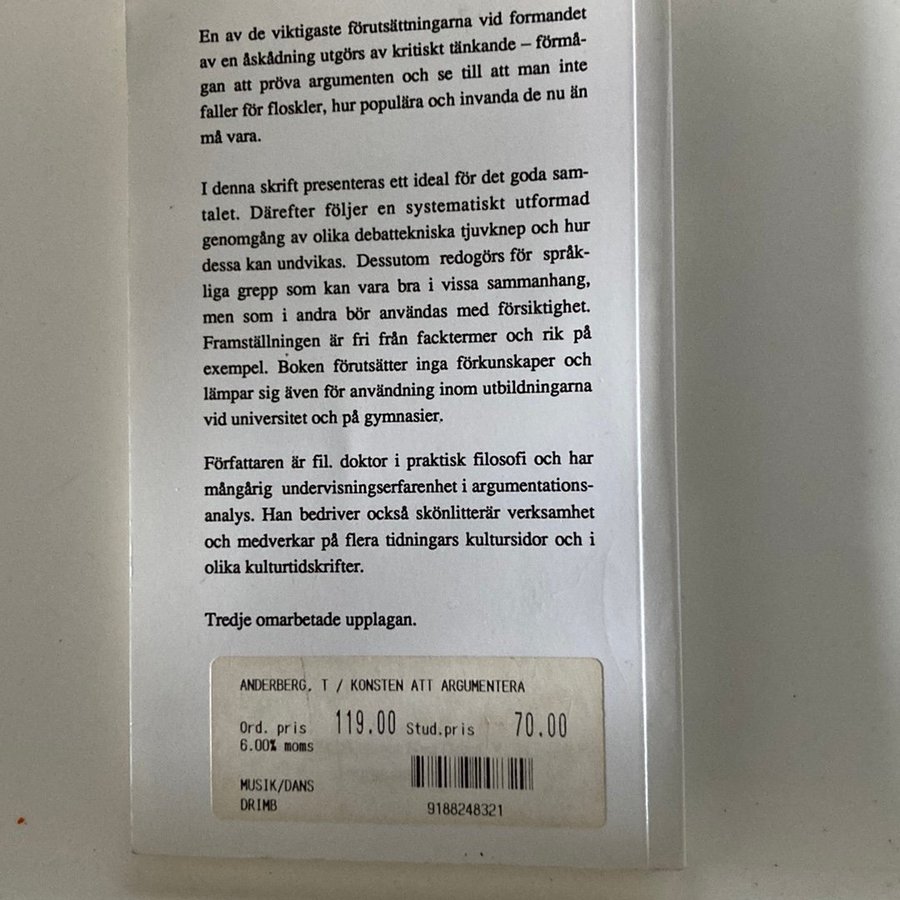 En av de viktigaste förutsättningarna vid formandet
av en åskådning utgörs av kritiskt tänkande – förmå-
gan att pröva argumenten och se till att man inte
faller för floskler, hur populära och invanda de nu än
må vara.
I denna skrift presenteras ett ideal för det goda sam-
talet. Därefter följer en systematiskt utformad
genomgång av olika debattekniska tjuvknep och hur
dessa kan undvikas. Dessutom redogörs för språk-
liga grepp som kan vara bra i vissa sammanhang,
men som i andra bör användas med försiktighet.
Framställningen är fri från facktermer och rik på
exempel. Boken förutsätter inga förkunskaper och
lämpar sig även för användning inom utbildningarna
vid universitet och på gymnasier.
Författaren är fil. doktor i praktisk filosofi och har
mångårig undervisningserfarenhet i argumentations-
analys. Han bedriver också skönlitterär verksamhet
och medverkar på flera tidningars kultursidor och i
olika kulturtidskrifter.
Tredje omarbetade upplagan.
ANDERBERG, T / KONSTEN ATT ARGUMENTERA
Ord. pris 119.00 Stud.pris 70.00
6.00% moms
MUSIK/DANS
DRIMB
9188248321